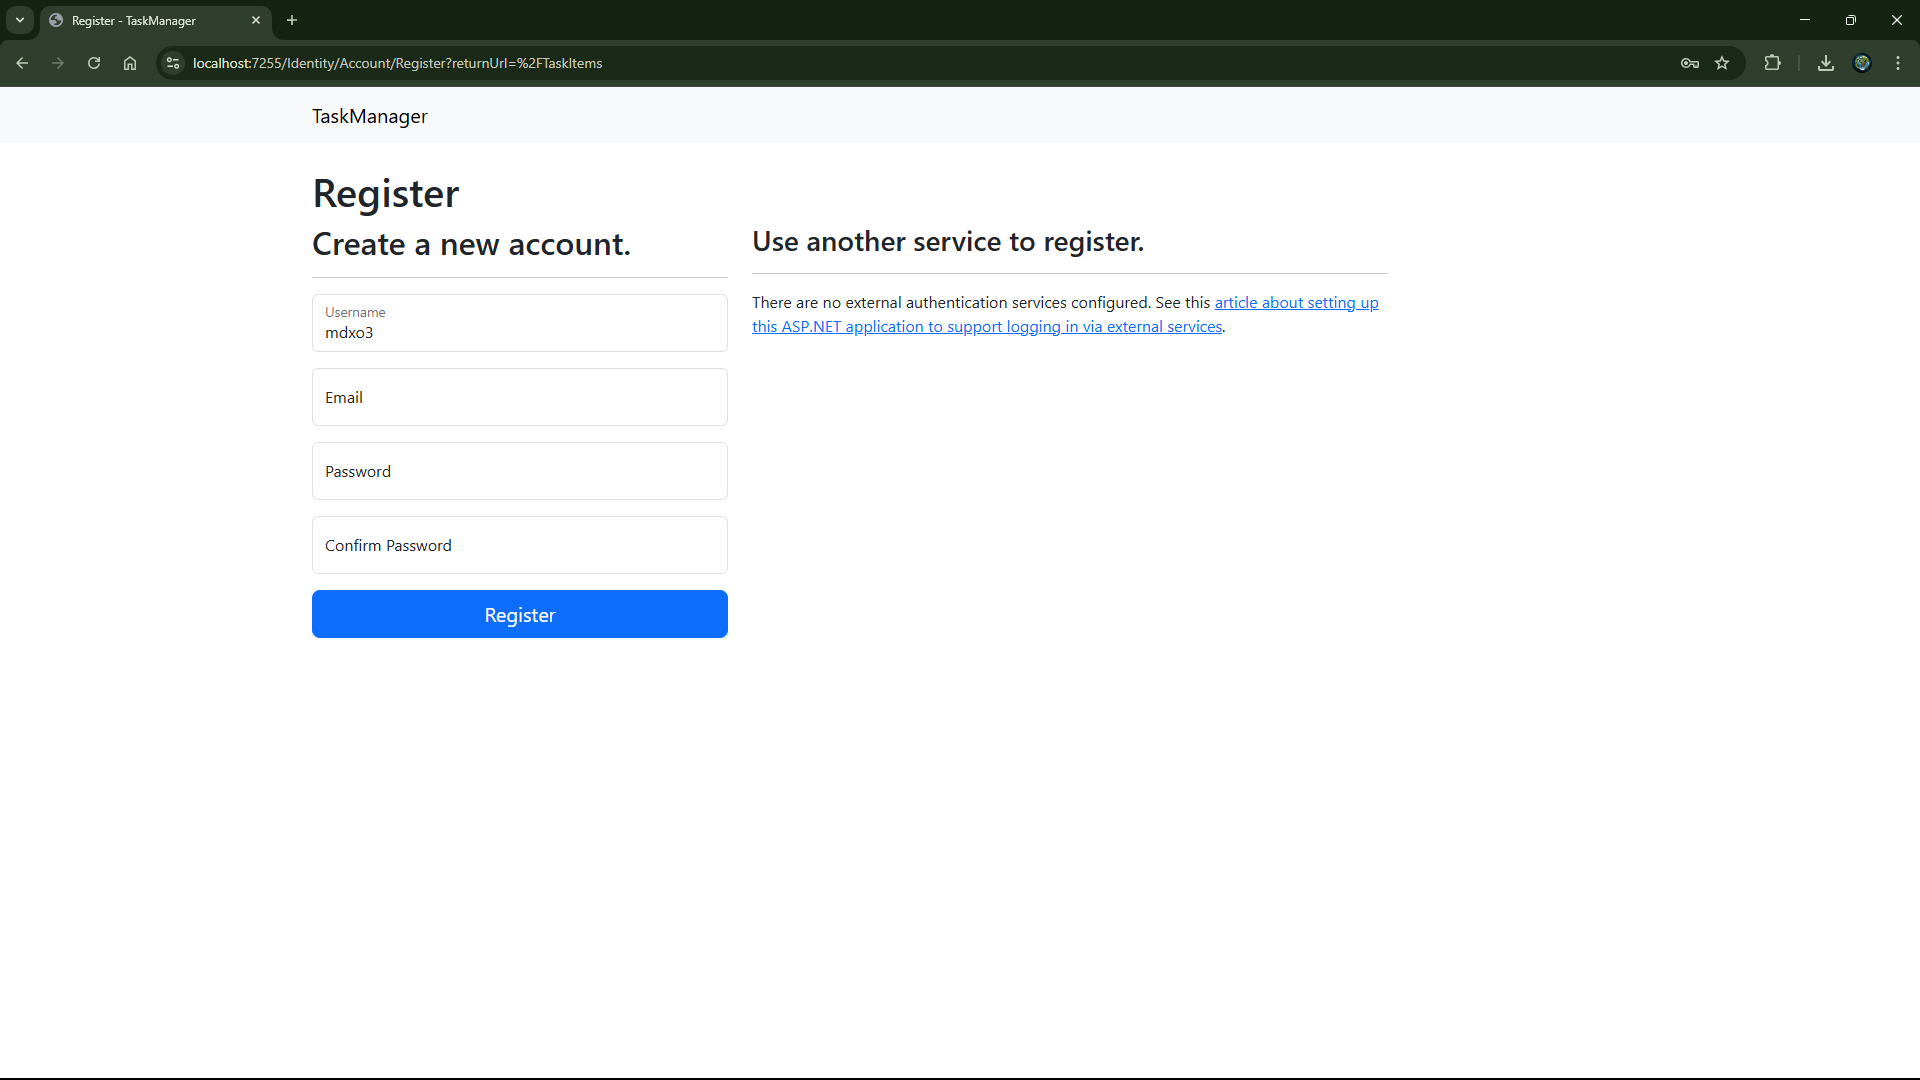 Register - TaskManager
localhost:7255/Identity/Account/Register?returnUrl=%2FTaskItems
TaskManager
Register
Create a new account.
Username
mdxo3
Email
Password
Confirm Password
Register
Use another service to register.
There are no external authentication services configured. See this article about setting up
this ASP.NET application to support logging in via external services.